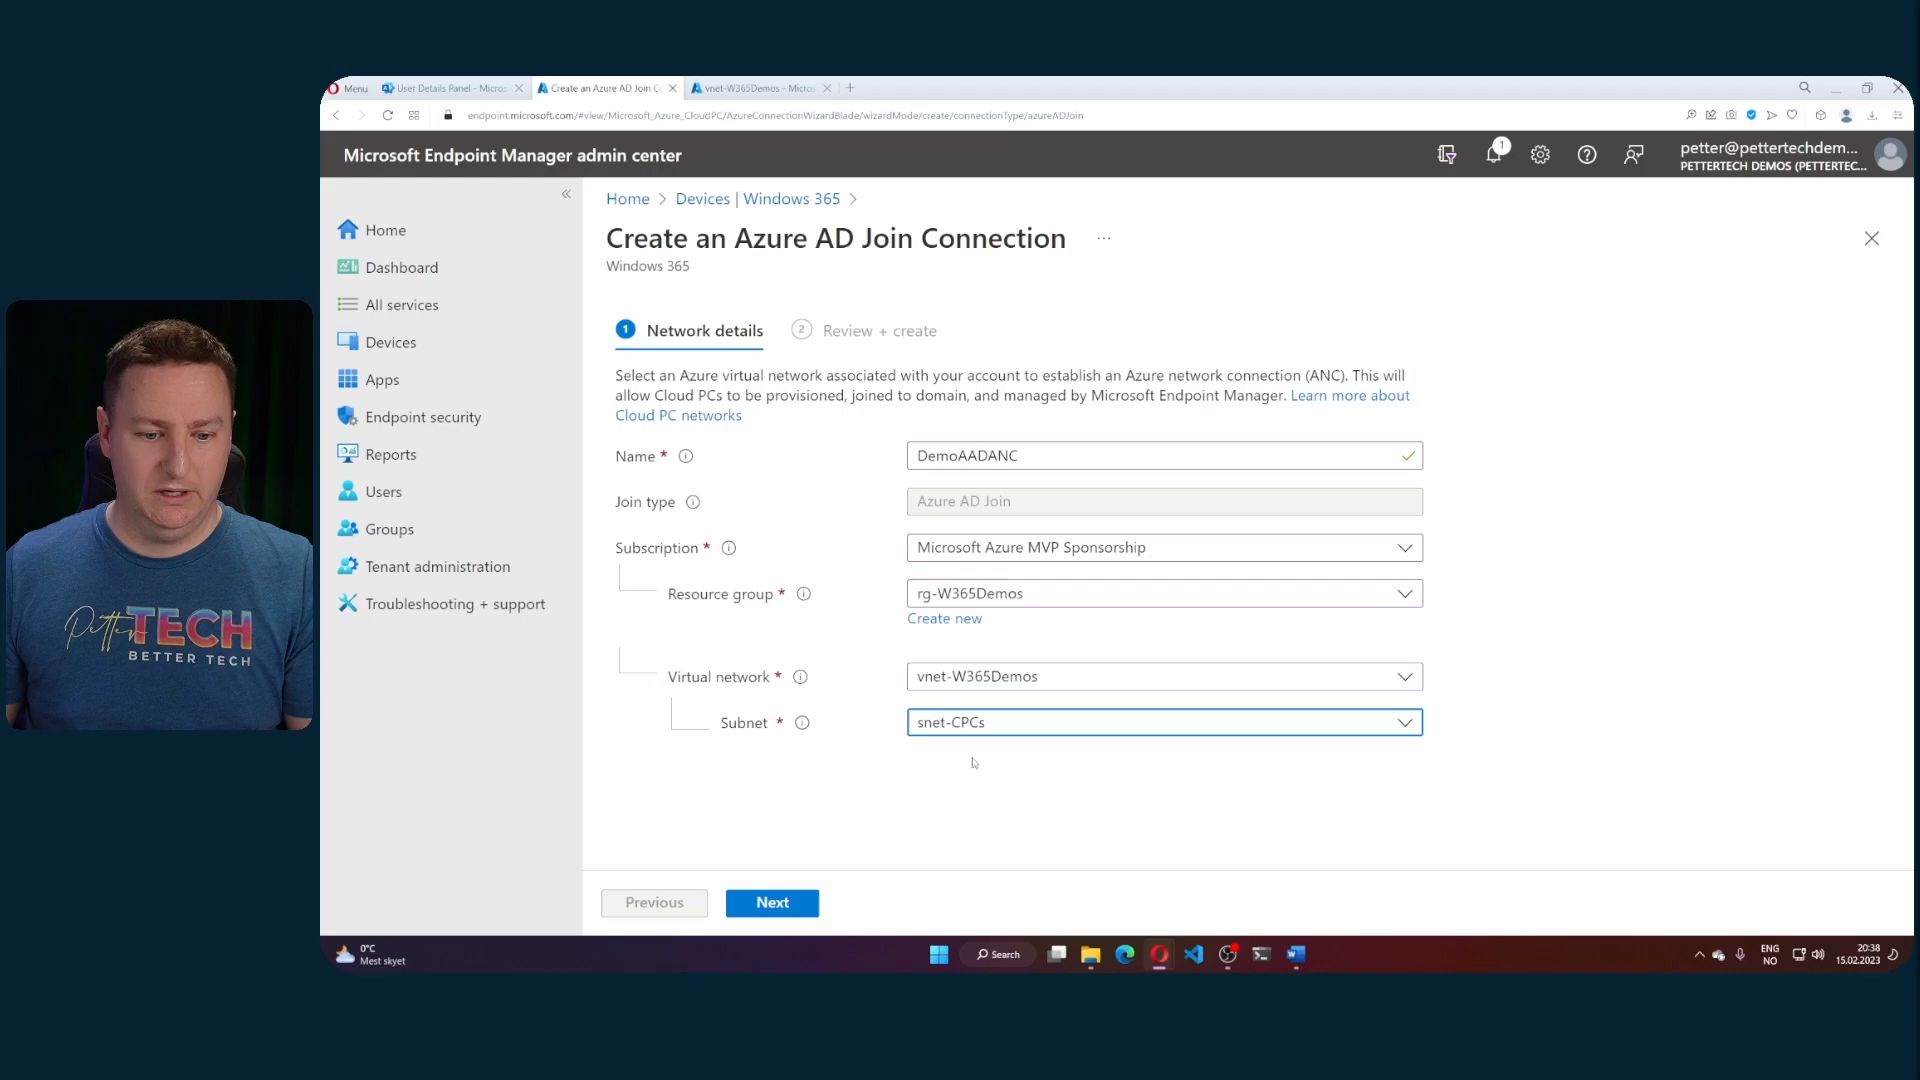 Menu
User Details Panel - Micros
Create an Azure AD Join C
vnet-W365Demos - Micros
endpoint.microsoft.com/#view/Microsoft_Azure_CloudPC/AzureConnectionWizardBlade/wizardMode/create/connectionType/azureADJoin
Microsoft Endpoint Manager admin center
1
petter@pettertechdem...
PETTERTECH DEMOS (PETTERTEC...
«
Home
Dashboard
All services
Devices
Apps
Endpoint security
Reports
Users
Groups
Tenant administration
Troubleshooting + support
Home > Devices | Windows 365 >
Create an Azure AD Join Connection ...
Windows 365
1 Network details
2 Review + create
Select an Azure virtual network associated with your account to establish an Azure network connection (ANC). This will
allow Cloud PCs to be provisioned, joined to domain, and managed by Microsoft Endpoint Manager. Learn more about
Cloud PC networks
Name *
DemoAADANC
Join type
Azure AD Join
Subscription *
Microsoft Azure MVP Sponsorship
Resource group *
rg-W365Demos
Create new
Virtual network *
vnet-W365Demos
Subnet *
snet-CPCs
Previous
Next
Petter TECH
BETTER TECH
0°C
Mest skyet
Search
ENG
NO
20:38
15.02.2023